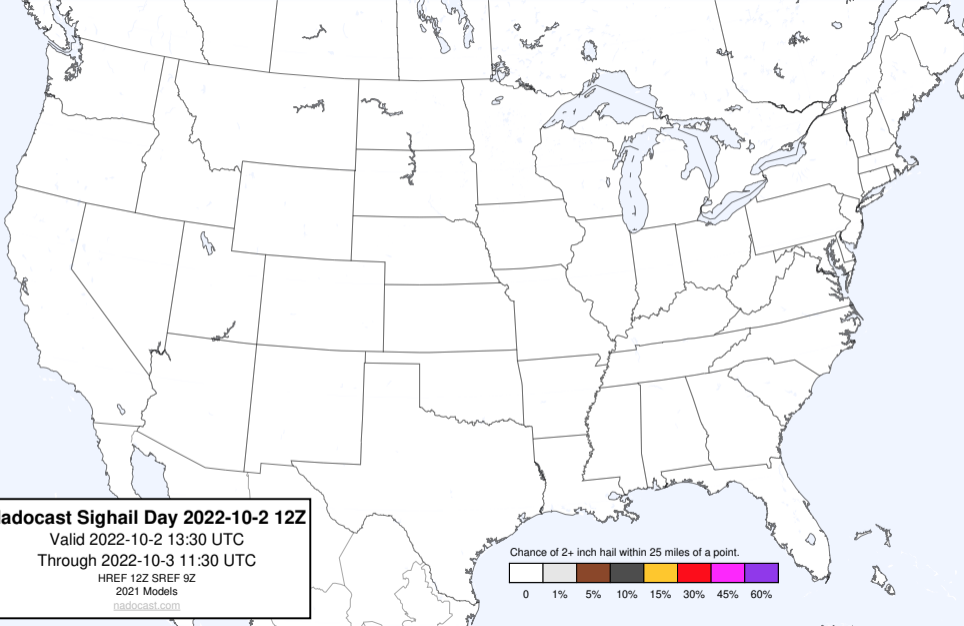 adocast Sighail Day 2022-10-2 12Z
Valid 2022-10-2 13:30 UTC
Through 2022-10-3 11:30 UTC
HREF 12Z SREF 9Z
2021 Models
nadocast.com
Chance of 2+ inch hail within 25 miles of a point.
0 1% 5% 10% 15% 30% 45% 60%